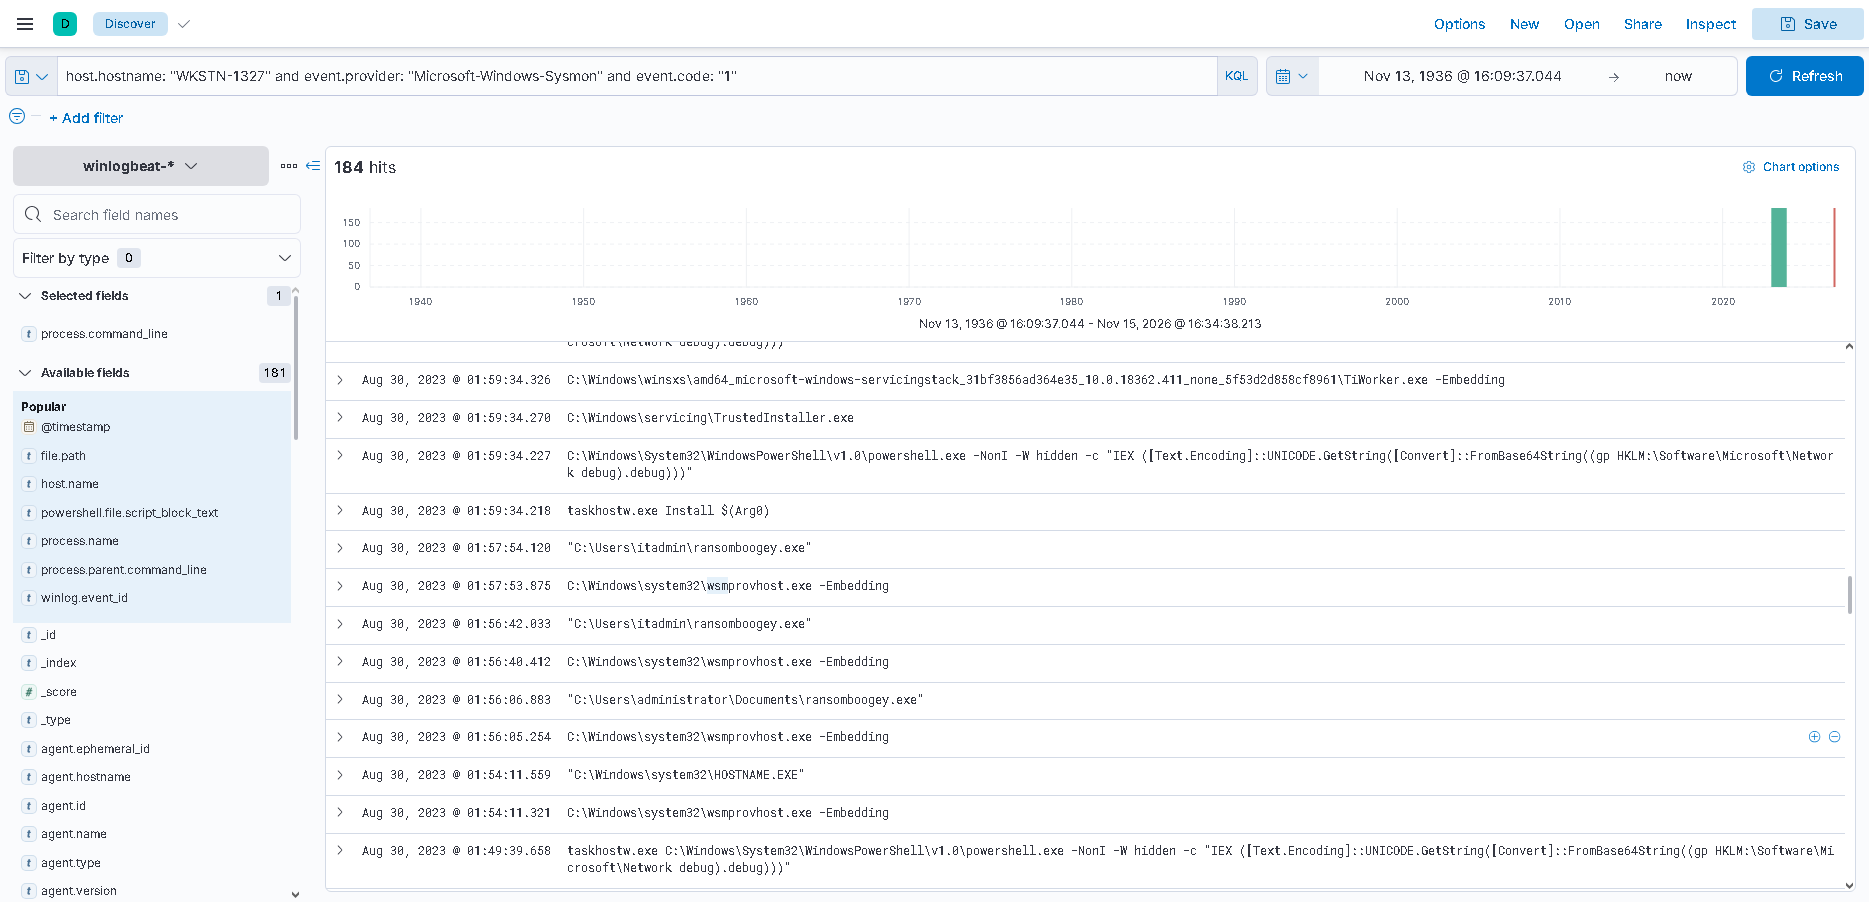 D Discover Options New Open Share Inspect Save
host.hostname: "WKSTN-1327" and event.provider: "Microsoft-Windows-Sysmon" and event.code: "1" KQL Nov 13, 1936 @ 16:09:37.044 → now Refresh
+ Add filter
winlogbeat-*
Search field names
Filter by type 0
Selected fields 1
t process.command_line
Available fields 181
Popular
@timestamp
t file.path
t host.name
t powershell.file.script_block_text
t process.name
t process.parent.command_line
t winlog.event_id
t _id
t _index
# _score
t _type
t agent.ephemeral_id
t agent.hostname
t agent.id
t agent.name
t agent.type
t agent.version
184 hits Chart options
150
100
50
0
1940 1950 1960 1970 1980 1990 2000 2010 2020
Nov 13, 1936 @ 16:09:37.044 - Nov 15, 2026 @ 16:34:38.213
crosoft\Network debug).debug)))
Aug 30, 2023 @ 01:59:34.326 C:\Windows\winsxs\amd64_microsoft-windows-servicingstack_31bf3856ad364e35_10.0.18362.411_none_5f53d2d858cf8961\TiWorker.exe -Embedding
Aug 30, 2023 @ 01:59:34.270 C:\Windows\servicing\TrustedInstaller.exe
Aug 30, 2023 @ 01:59:34.227 C:\Windows\System32\WindowsPowerShell\v1.0\powershell.exe -NonI -W hidden -c "IEX ([Text.Encoding]::UNICODE.GetString([Convert]::FromBase64String((gp HKLM:\Software\Microsoft\Networ
k debug).debug)))"
Aug 30, 2023 @ 01:59:34.218 taskhostw.exe Install $(Arg0)
Aug 30, 2023 @ 01:57:54.120 "C:\Users\itadmin\ransomboogey.exe"
Aug 30, 2023 @ 01:57:53.875 C:\Windows\system32\wsmprovhost.exe -Embedding
Aug 30, 2023 @ 01:56:42.033 "C:\Users\itadmin\ransomboogey.exe"
Aug 30, 2023 @ 01:56:40.412 C:\Windows\system32\wsmprovhost.exe -Embedding
Aug 30, 2023 @ 01:56:06.883 "C:\Users\administrator\Documents\ransomboogey.exe"
Aug 30, 2023 @ 01:56:05.254 C:\Windows\system32\wsmprovhost.exe -Embedding
Aug 30, 2023 @ 01:54:11.559 "C:\Windows\system32\HOSTNAME.EXE"
Aug 30, 2023 @ 01:54:11.321 C:\Windows\system32\wsmprovhost.exe -Embedding
Aug 30, 2023 @ 01:49:39.658 taskhostw.exe C:\Windows\System32\WindowsPowerShell\v1.0\powershell.exe -NonI -W hidden -c "IEX ([Text.Encoding]::UNICODE.GetString([Convert]::FromBase64String((gp HKLM:\Software\Mi
crosoft\Network debug).debug)))"